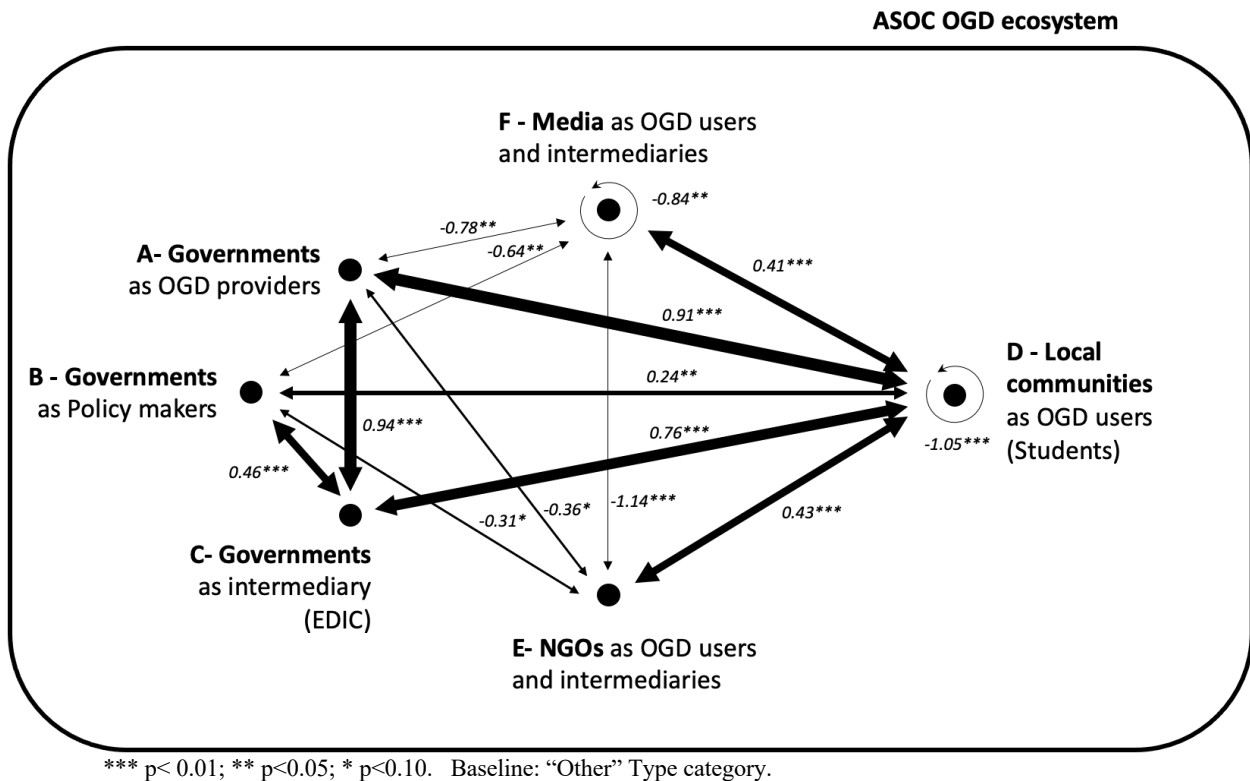 ASOC OGD ecosystem
F - Media as OGD users
and intermediaries
-0.84**
-0.78**
-0.64**
A- Governments
as OGD providers
0.41***
0.91***
B - Governments
as Policy makers
0.24**
D - Local
communities
as OGD users
(Students)
-1.05***
0.94***
0.76***
0.46***
-0.31*
-0.36*
-1.14***
0.43***
C- Governments
as intermediary
(EDIC)
E- NGOs as OGD users
and intermediaries
*** p< 0.01; ** p<0.05; * p<0.10. Baseline: “Other” Type category.